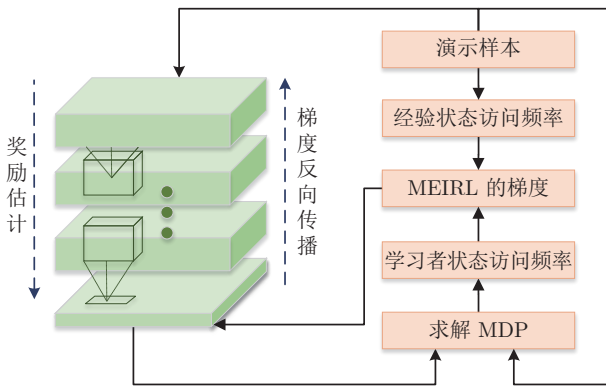 奖励估计
梯度反向传播
演示样本
经验状态访问频率
MEIRL 的梯度
学习者状态访问频率
求解 MDP